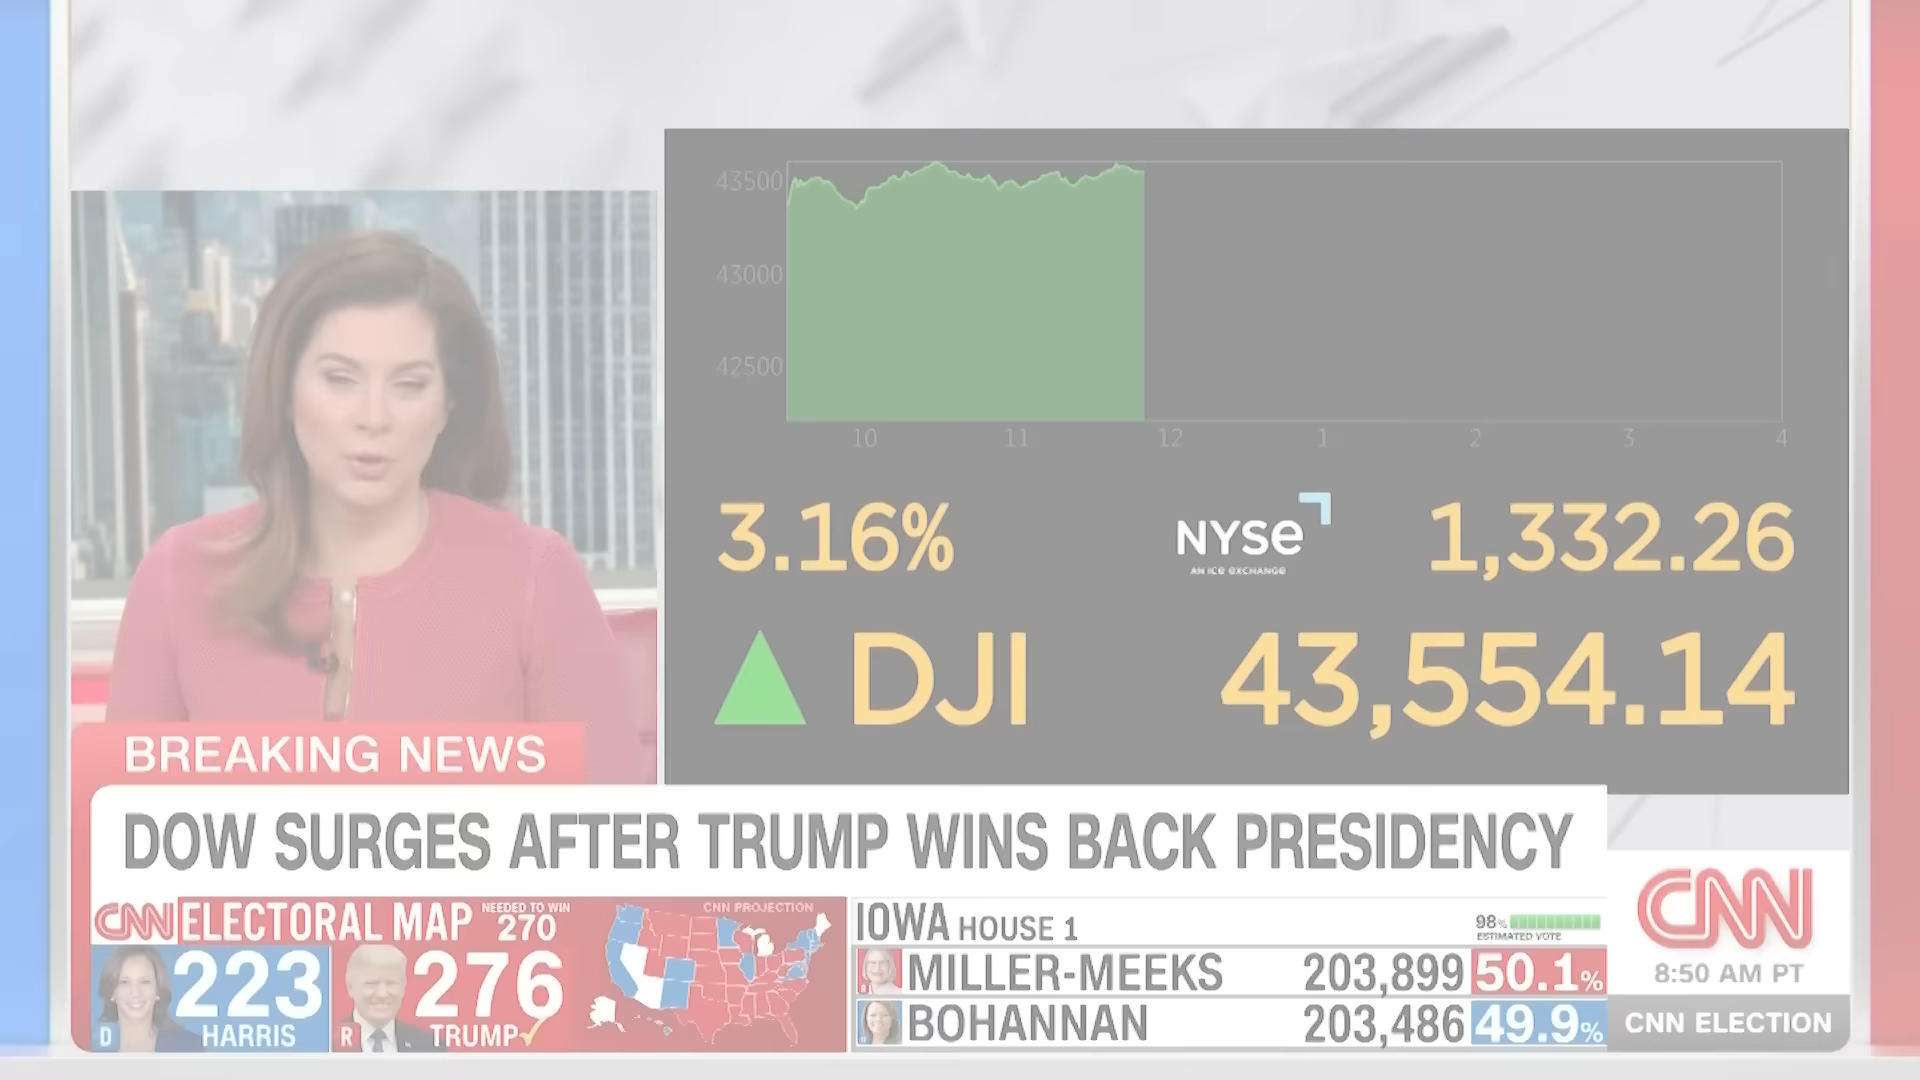 43500
43000
42500
10 11 12 1 2 3 4
3.16% NYSE 1,332.26
AN ICE EXCHANGE
DJI 43,554.14
BREAKING NEWS
DOW SURGES AFTER TRUMP WINS BACK PRESIDENCY
CNN ELECTORAL MAP NEEDED TO WIN 270
CNN PROJECTION
D 223 HARRIS
R 276 TRUMP✓
IOWA HOUSE 1
98% ESTIMATED VOTE
R MILLER-MEEKS 203,899 50.1%
BOHANNAN 203,486 49.9%
CNN
8:50 AM PT
CNN ELECTION